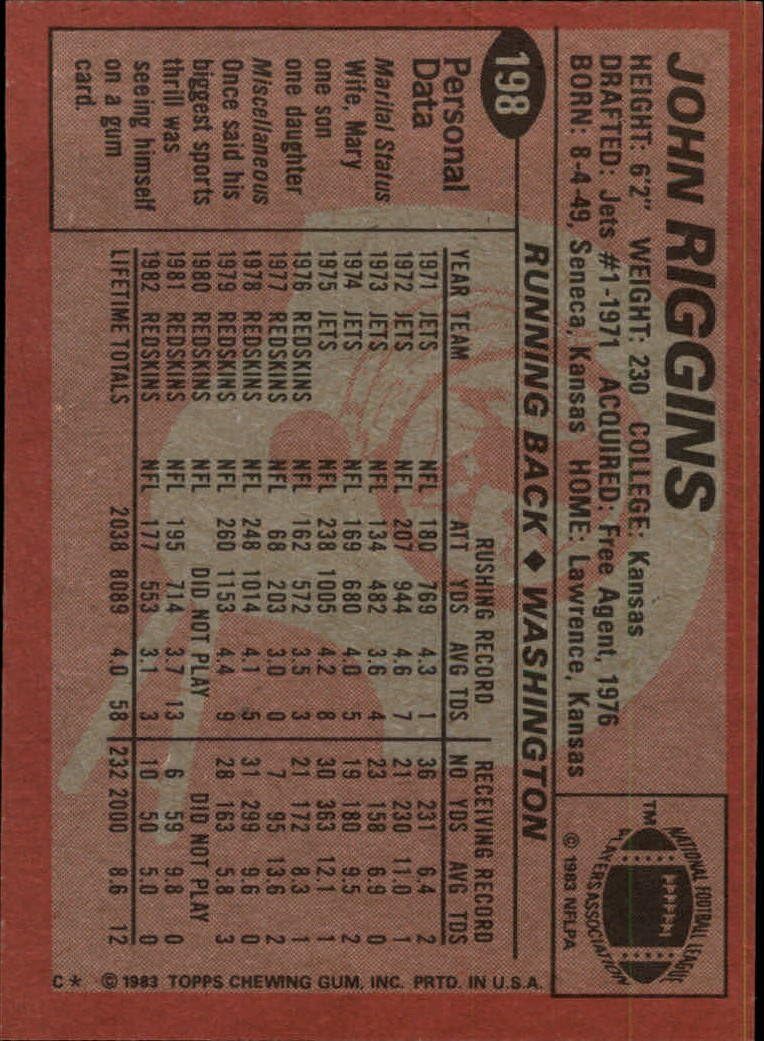 JOHN RIGGINS
HEIGHT: 6'2" WEIGHT: 230 COLLEGE: Kansas
DRAFTED: Jets #1-1971 ACQUIRED: Free Agent, 1976
BORN: 8-4-49, Seneca, Kansas HOME: Lawrence, Kansas
NATIONAL FOOTBALL LEAGUE
PLAYERS ASSOCIATION
NFLPA
TM
© 1983 NFLPA
198
RUNNING BACK ♦ WASHINGTON
Personal
Data
Marital Status
Wife, Mary
one son
one daughter
Miscellaneous
Once said his
biggest sports
thrill was
seeing himself
on a gum
card.
RUSHING RECORD RECEIVING RECORD
YEAR TEAM ATT YDS AVG TDS NO YDS AVG TDS
1971 JETS NFL 180 769 4.3 1 36 231 6.4 2
1972 JETS NFL 207 944 4.6 7 21 230 11.0 1
1973 JETS NFL 134 482 3.6 4 23 158 6.9 0
1974 JETS NFL 169 680 4.0 5 19 180 9.5 2
1975 JETS NFL 238 1005 4.2 8 30 363 12.1 1
1976 REDSKINS NFL 162 572 3.5 3 21 172 8.3 1
1977 REDSKINS NFL 68 203 3.0 0 7 95 13.6 2
1978 REDSKINS NFL 248 1014 4.1 5 31 299 9.6 0
1979 REDSKINS NFL 260 1153 4.4 9 28 163 5.8 3
1980 REDSKINS NFL DID NOT PLAY DID NOT PLAY
1981 REDSKINS NFL 195 714 3.7 13 6 59 9.8 0
1982 REDSKINS NFL 177 553 3.1 3 10 50 5.0 0
LIFETIME TOTALS 2038 8089 4.0 58 232 2000 8.6 12
C* © 1983 TOPPS CHEWING GUM, INC. PRTD. IN U.S.A.